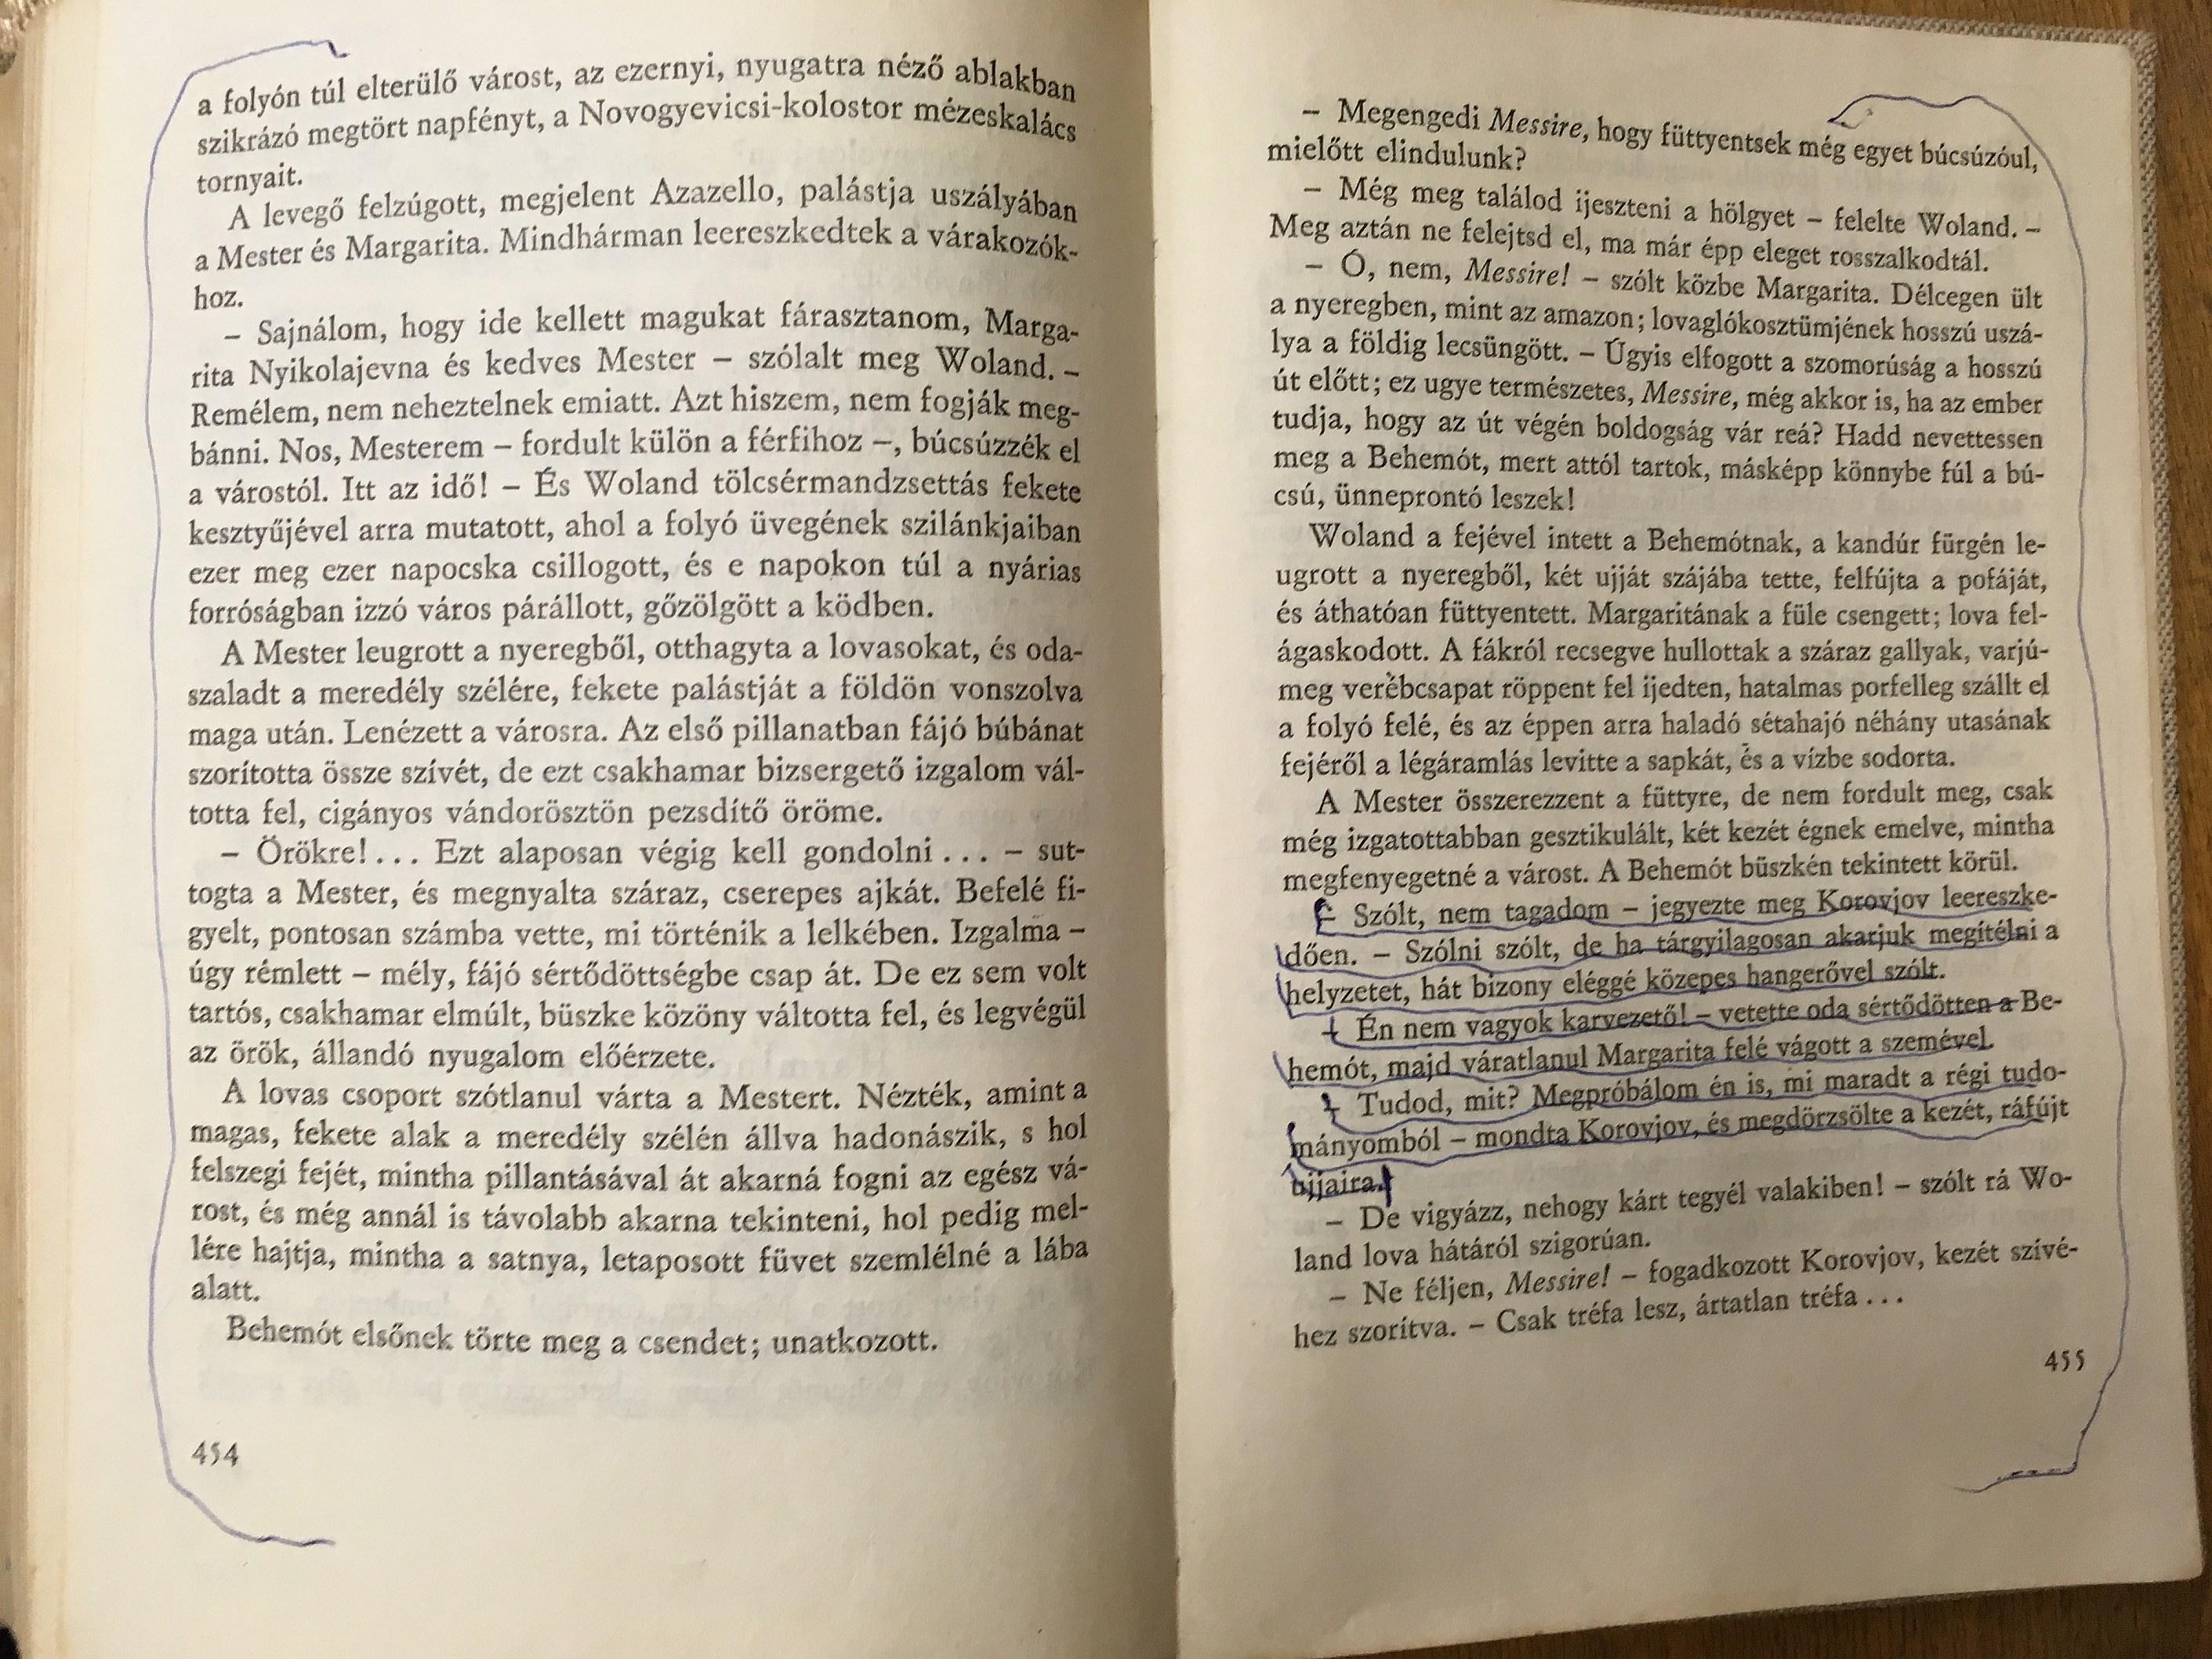 a folyón túl elterülő várost, az ezernyi, nyugatra néző ablakban
szikrázó megtört napfényt, a Novogyevicsi-kolostor mézeskalács
tornyait.
A levegő felzúgott, megjelent Azazello, palástja uszályában
a Mester és Margarita. Mindhárman leereszkedtek a várakozók-
hoz.
– Sajnálom, hogy ide kellett magukat fárasztanom, Marga-
rita Nyikolajevna és kedves Mester – szólalt meg Woland. –
Remélem, nem neheztelnek emiatt. Azt hiszem, nem fogják meg-
bánni. Nos, Mesterem – fordult külön a férfihoz –, búcsúzzék el
a várostól. Itt az idő! – És Woland tölcsérmandzsettás fekete
kesztyűjével arra mutatott, ahol a folyó üvegének szilánkjaiban
ezer meg ezer napocska csillogott, és e napokon túl a nyárias
forróságban izzó város párállott, gőzölgött a ködben.
A Mester leugrott a nyeregből, otthagyta a lovasokat, és oda-
szaladt a meredély szélére, fekete palástját a földön vonszolva
maga után. Lenézett a városra. Az első pillanatban fájó búbánat
szorította össze szívét, de ezt csakhamar bizsergető izgalom vál-
totta fel, cigányos vándorösztön pezsdítő öröme.
– Örökre!... Ezt alaposan végig kell gondolni... – sut-
togta a Mester, és megnyalta száraz, cserepes ajkát. Befelé fi-
gyelt, pontosan számba vette, mi történik a lelkében. Izgalma –
úgy rémlett – mély, fájó sértődöttségbe csap át. De ez sem volt
tartós, csakhamar elmúlt, büszke közöny váltotta fel, és legvégül
az örök, állandó nyugalom előérzete.
A lovas csoport szótlanul várta a Mestert. Nézték, amint a
magas, fekete alak a meredély szélén állva hadonászik, s hol
felszegi fejét, mintha pillantásával át akarná fogni az egész vá-
rost, és még annál is távolabb akarna tekinteni, hol pedig mel-
lére hajtja, mintha a satnya, letaposott füvet szemlélné a lába
alatt.
Behemót elsőnek törte meg a csendet; unatkozott.
454
– Megengedi Messire, hogy füttyentsek még egyet búcsúzóul,
mielőtt elindulunk?
– Még meg találod ijeszteni a hölgyet – felelte Woland. –
Meg aztán ne felejtsd el, ma már épp eleget rosszalkodtál.
– Ó, nem, Messire! – szólt közbe Margarita. Délcegen ült
a nyeregben, mint az amazon; lovaglókosztümjének hosszú uszá-
lya a földig lecsüngött. – Úgyis elfogott a szomorúság a hosszú
út előtt; ez ugye természetes, Messire, még akkor is, ha az ember
tudja, hogy az út végén boldogság vár reá? Hadd nevettessen
meg a Behemót, mert attól tartok, másképp könnybe fúl a bú-
csú, ünneprontó leszek!
Woland a fejével intett a Behemótnak, a kandúr fürgén le-
ugrott a nyeregből, két ujját szájába tette, felfújta a pofáját,
és áthatóan füttyentett. Margaritának a füle csengett; lova fel-
ágaskodott. A fákról recsegve hullottak a száraz gallyak, varjú-
meg verébcsapat röppent fel ijedten, hatalmas porfelleg szállt el
a folyó felé, és az éppen arra haladó sétahajó néhány utasának
fejéről a légáramlás levitte a sapkát, és a vízbe sodorta.
A Mester összerezzent a füttyre, de nem fordult meg, csak
még izgatottabban gesztikulált, két kezét égnek emelve, mintha
megfenyegetné a várost. A Behemót büszkén tekintett körül.
– Szólt, nem tagadom – jegyezte meg Korovjov leereszke-
dően. – Szólni szólt, de ha tárgyilagosan akarjuk megítélni a
helyzetet, hát bizony eléggé közepes hangerővel szólt.
– Én nem vagyok karvezető! – vetette oda sértődötten a Be-
hemót, majd váratlanul Margarita felé vágott a szemével.
– Tudod, mit? Megpróbálom én is, mi maradt a régi tudo-
mányomból – mondta Korovjov, és megdörzsölte a kezét, ráfújt
ujjaira.
– De vigyázz, nehogy kárt tegyél valakiben! – szólt rá Wo-
land lova hátáról szigorúan.
– Ne féljen, Messire! – fogadkozott Korovjov, kezét szívé-
hez szorítva. – Csak tréfa lesz, ártatlan tréfa...
455